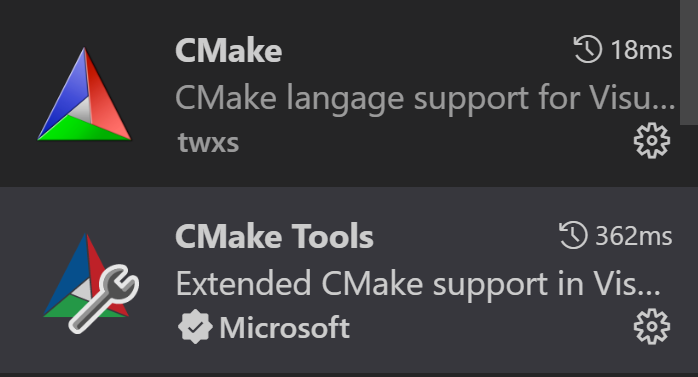 CMake 18ms
CMake langage support for Visu...
twxs
CMake Tools 362ms
Extended CMake support in Vis...
Microsoft